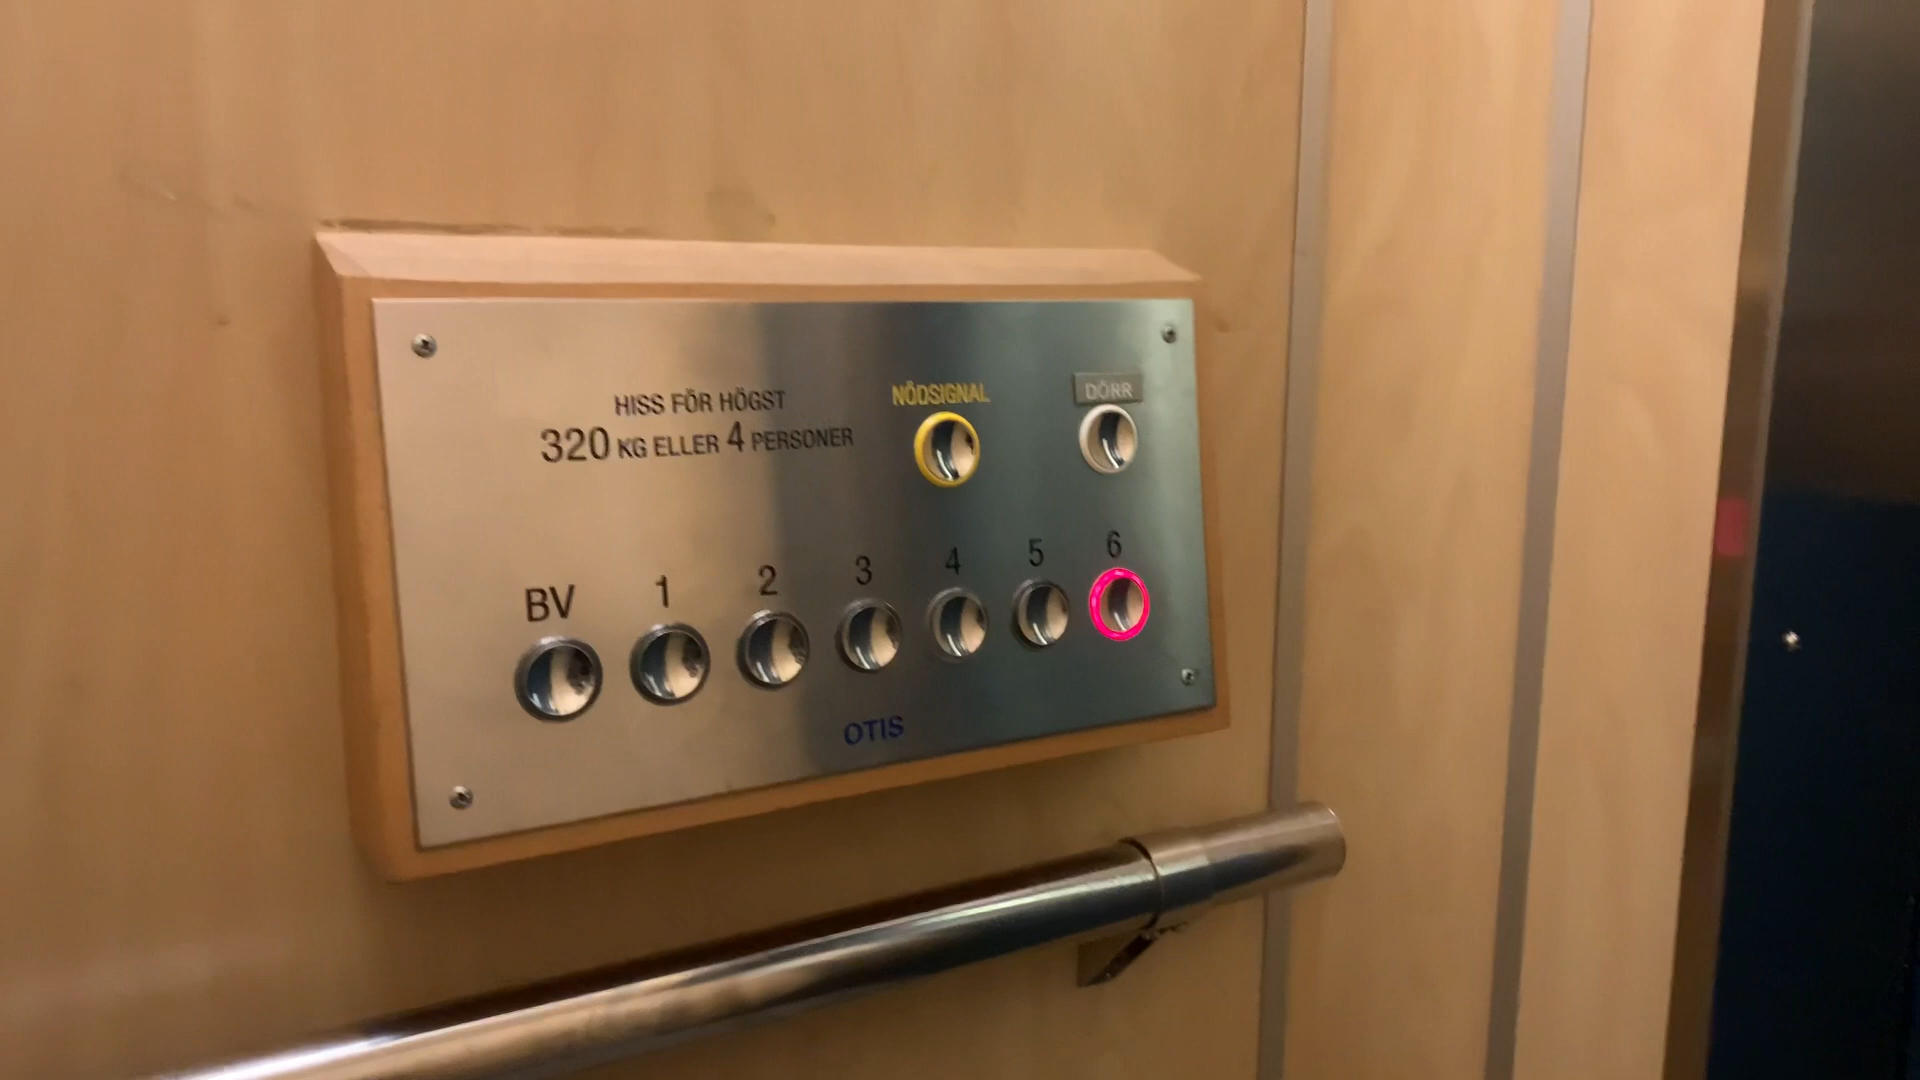 HISS FÖR HÖGST
320 KG ELLER 4 PERSONER
NÖDSIGNAL
DÖRR
BV 1 2 3 4 5 6
OTIS